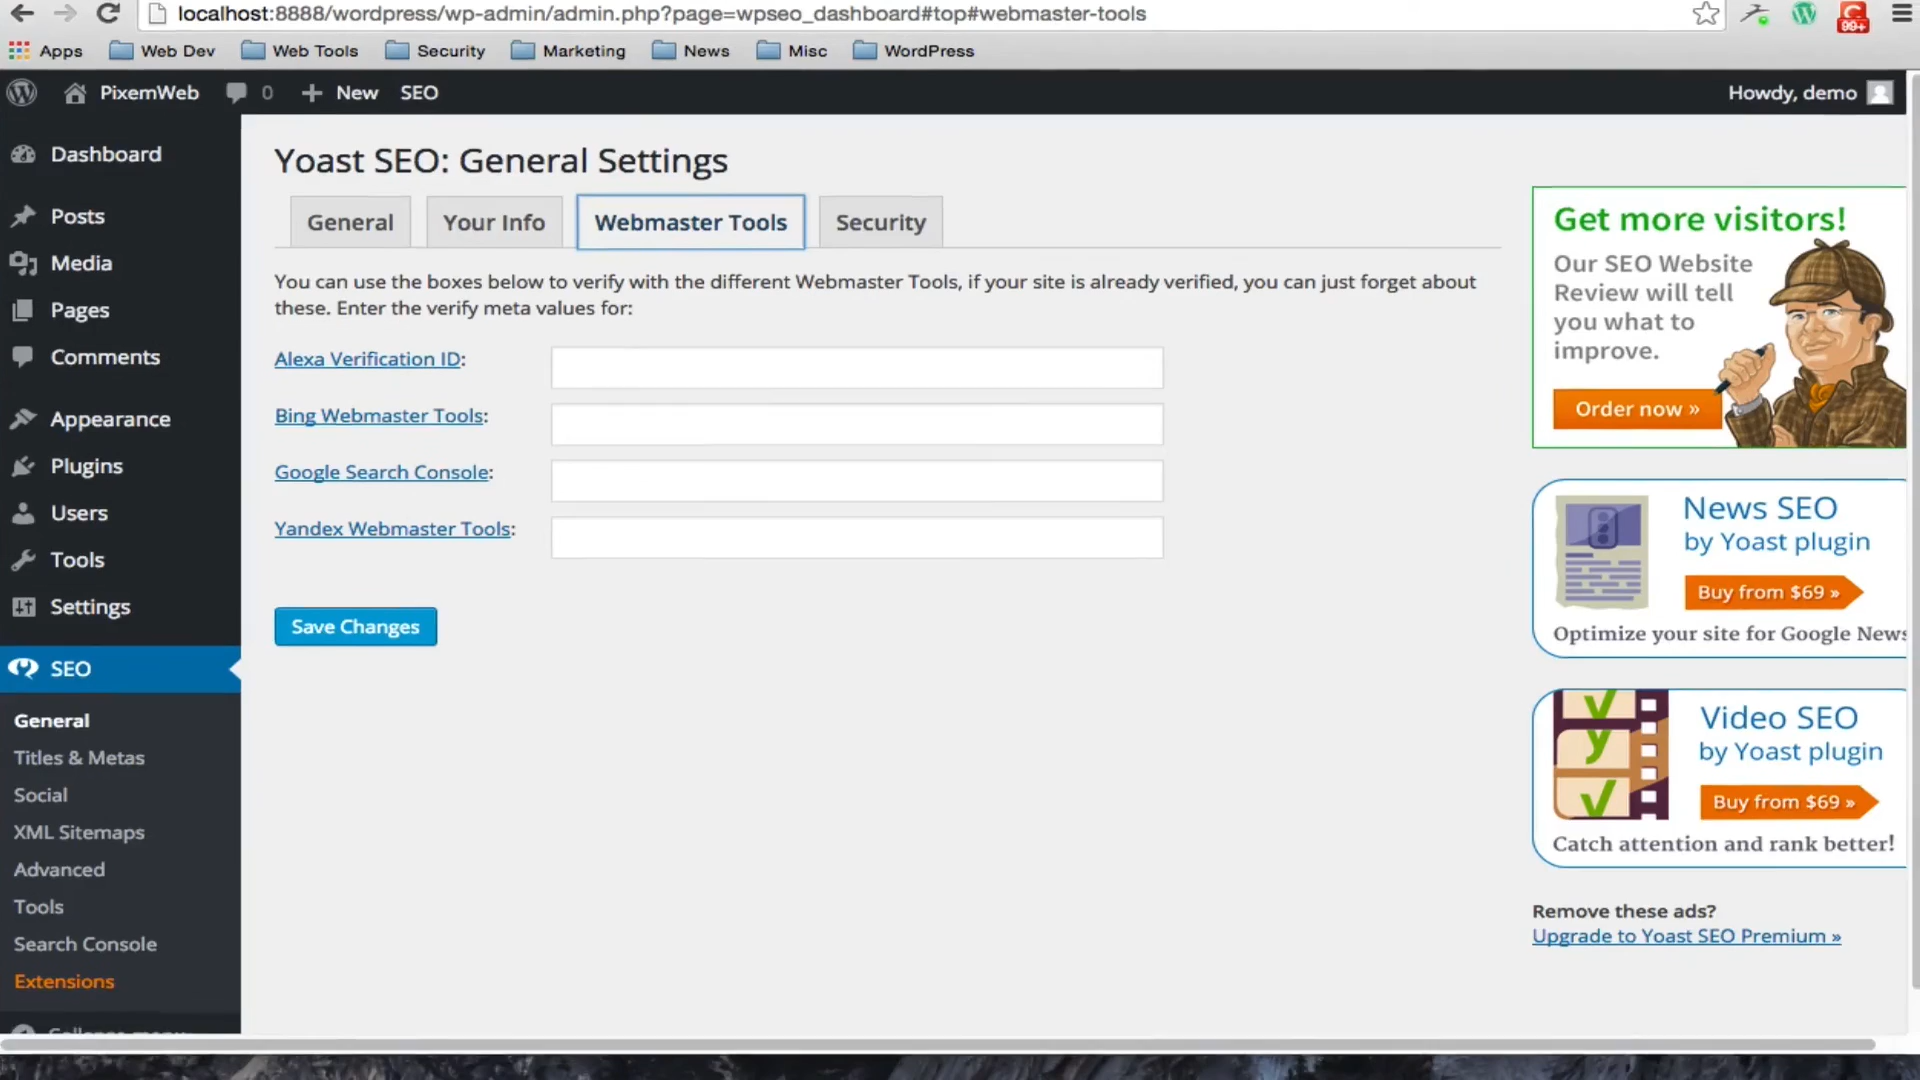 localhost:8888/wordpress/wp-admin/admin.php?page=wpseo_dashboard#top#webmaster-tools
99+
Apps
Web Dev
Web Tools
Security
Marketing
News
Misc
WordPress
PixemWeb
0
New
SEO
Howdy, demo
Dashboard
Posts
Media
Pages
Comments
Appearance
Plugins
Users
Tools
Settings
SEO
General
Titles & Metas
Social
XML Sitemaps
Advanced
Tools
Search Console
Extensions
Collapse menu
Yoast SEO: General Settings
General
Your Info
Webmaster Tools
Security
You can use the boxes below to verify with the different Webmaster Tools, if your site is already verified, you can just forget about
these. Enter the verify meta values for:
Alexa Verification ID:
Bing Webmaster Tools:
Google Search Console:
Yandex Webmaster Tools:
Save Changes
Get more visitors!
Our SEO Website
Review will tell
you what to
improve.
Order now »
News SEO
by Yoast plugin
Buy from $69 »
Optimize your site for Google News
Video SEO
by Yoast plugin
Buy from $69 »
Catch attention and rank better!
Remove these ads?
Upgrade to Yoast SEO Premium »